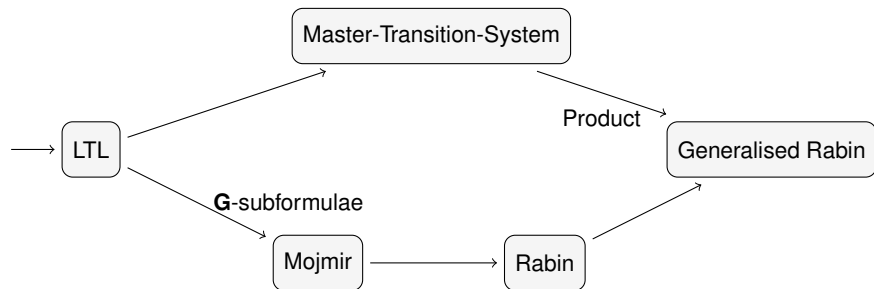 Master-Transition-System
Product
LTL
Generalised Rabin
G-subformulae
Mojmir
Rabin